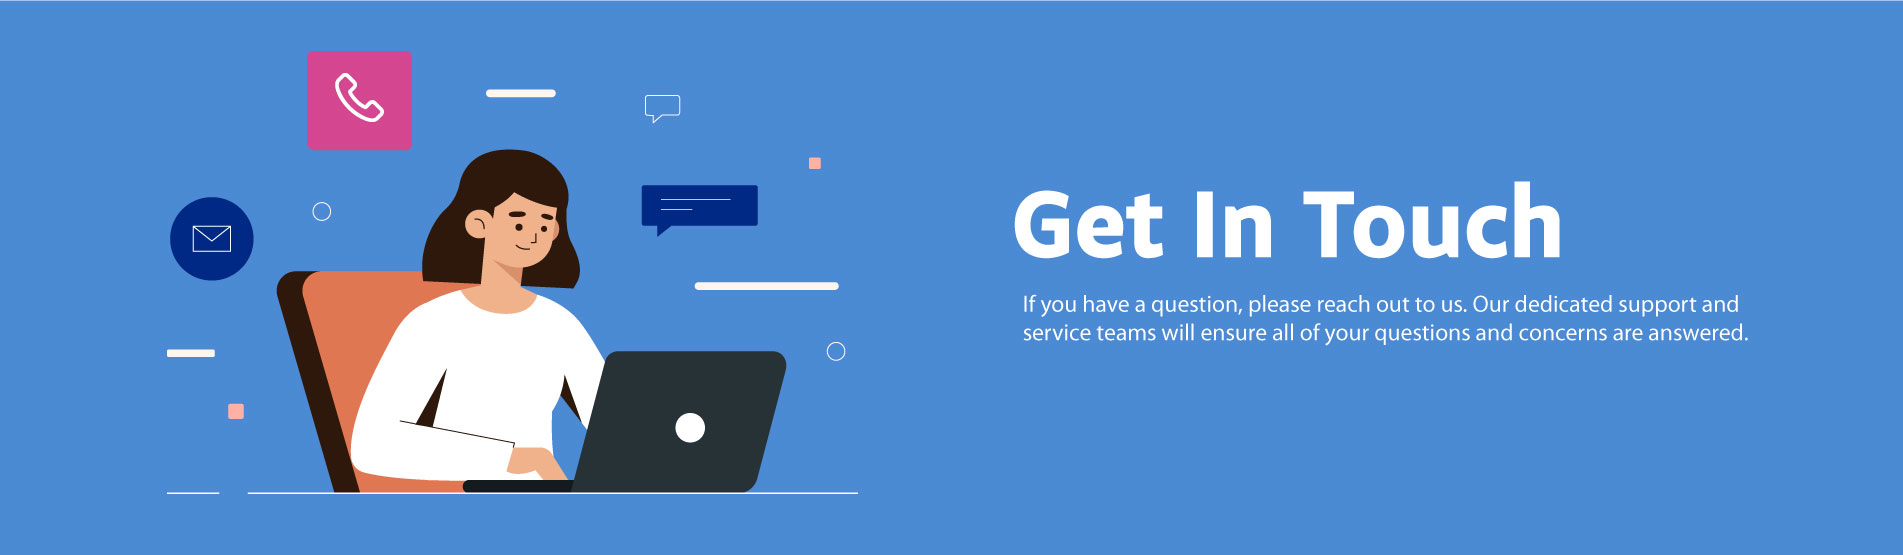 Get In Touch
If you have a question, please reach out to us. Our dedicated support and
service teams will ensure all of your questions and concerns are answered.